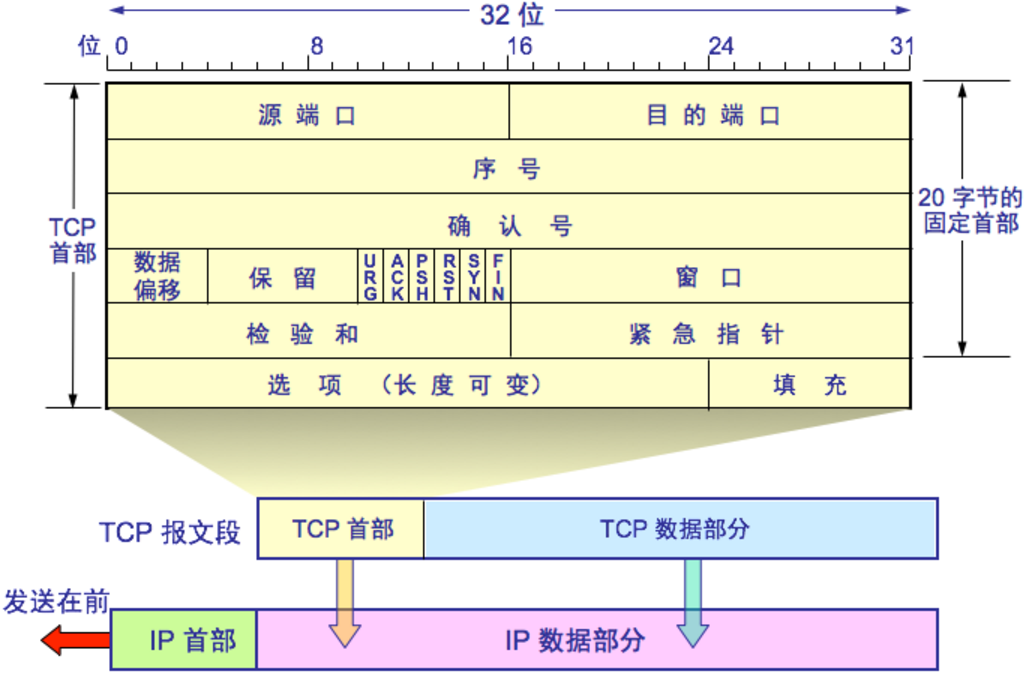 32 位
位 0 8 16 24 31
源 端 口 目 的 端 口
序 号
确 认 号
TCP
首部
20 字节的
固定首部
数据
偏移
保 留
URG
ACK
PSH
RST
SYN
FIN
窗 口
检 验 和 紧 急 指 针
选 项 （长 度 可 变） 填 充
TCP 报文段 TCP 首部 TCP 数据部分
发送在前
IP 首部 IP 数据部分